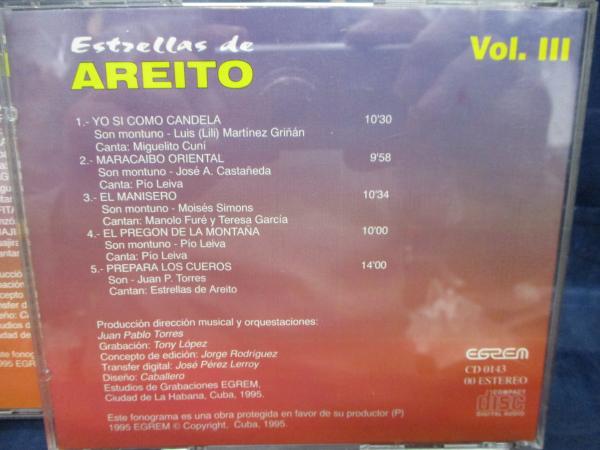 Estrellas de
AREITO
Vol. III
1.- YO SI COMO CANDELA 10'30
Son montuno - Luis (Lilí) Martínez Griñán
Canta: Miguelito Cuní
2.- MARACAIBO ORIENTAL 9'58
Son montuno - José A. Castañeda
Canta: Pío Leiva
3.- EL MANISERO 10'34
Son montuno - Moisés Simons
Cantan: Manolo Furé y Teresa García
4.- EL PREGON DE LA MONTAÑA 10'00
Son montuno - Pío Leiva
Canta: Pío Leiva
5.- PREPARA LOS CUEROS 14'00
Son - Juan P. Torres
Cantan: Estrellas de Areito
Producción dirección musical y orquestaciones:
Juan Pablo Torres
Grabación: Tony López
Concepto de edición: Jorge Rodríguez
Transfer digital: José Pérez Lerroy
Diseño: Caballero
Estudios de Grabaciones EGREM,
Ciudad de La Habana, Cuba, 1995.
Este fonograma es una obra protegida en favor de su productor (P)
1995 EGREM © Copyright. Cuba, 1995.
EGREM
CD 0143
00 ESTEREO
COMPACT
disc
DIGITAL AUDIO